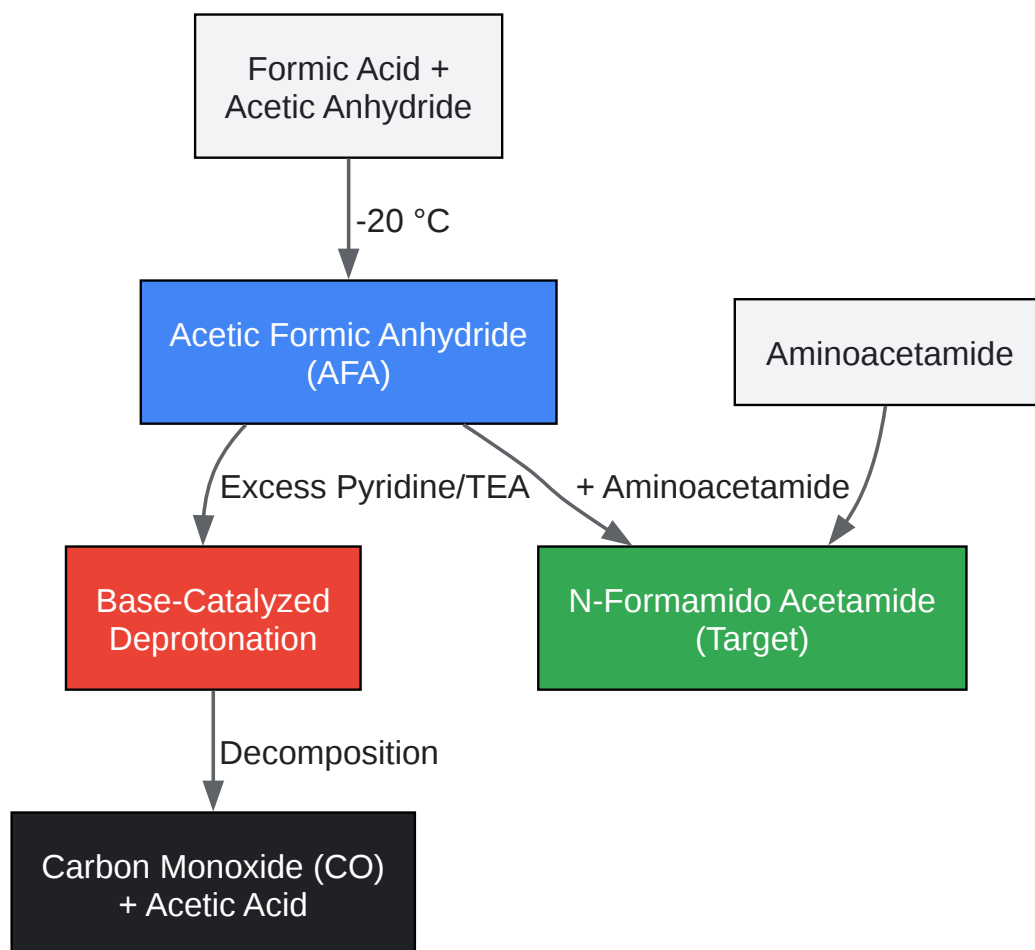 Formic Acid +
Acetic Anhydride
-20 °C
Acetic Formic Anhydride
(AFA)
Aminoacetamide
Excess Pyridine/TEA
+ Aminoacetamide
Base-Catalyzed
Deprotonation
N-Formamido Acetamide
(Target)
Decomposition
Carbon Monoxide (CO)
+ Acetic Acid